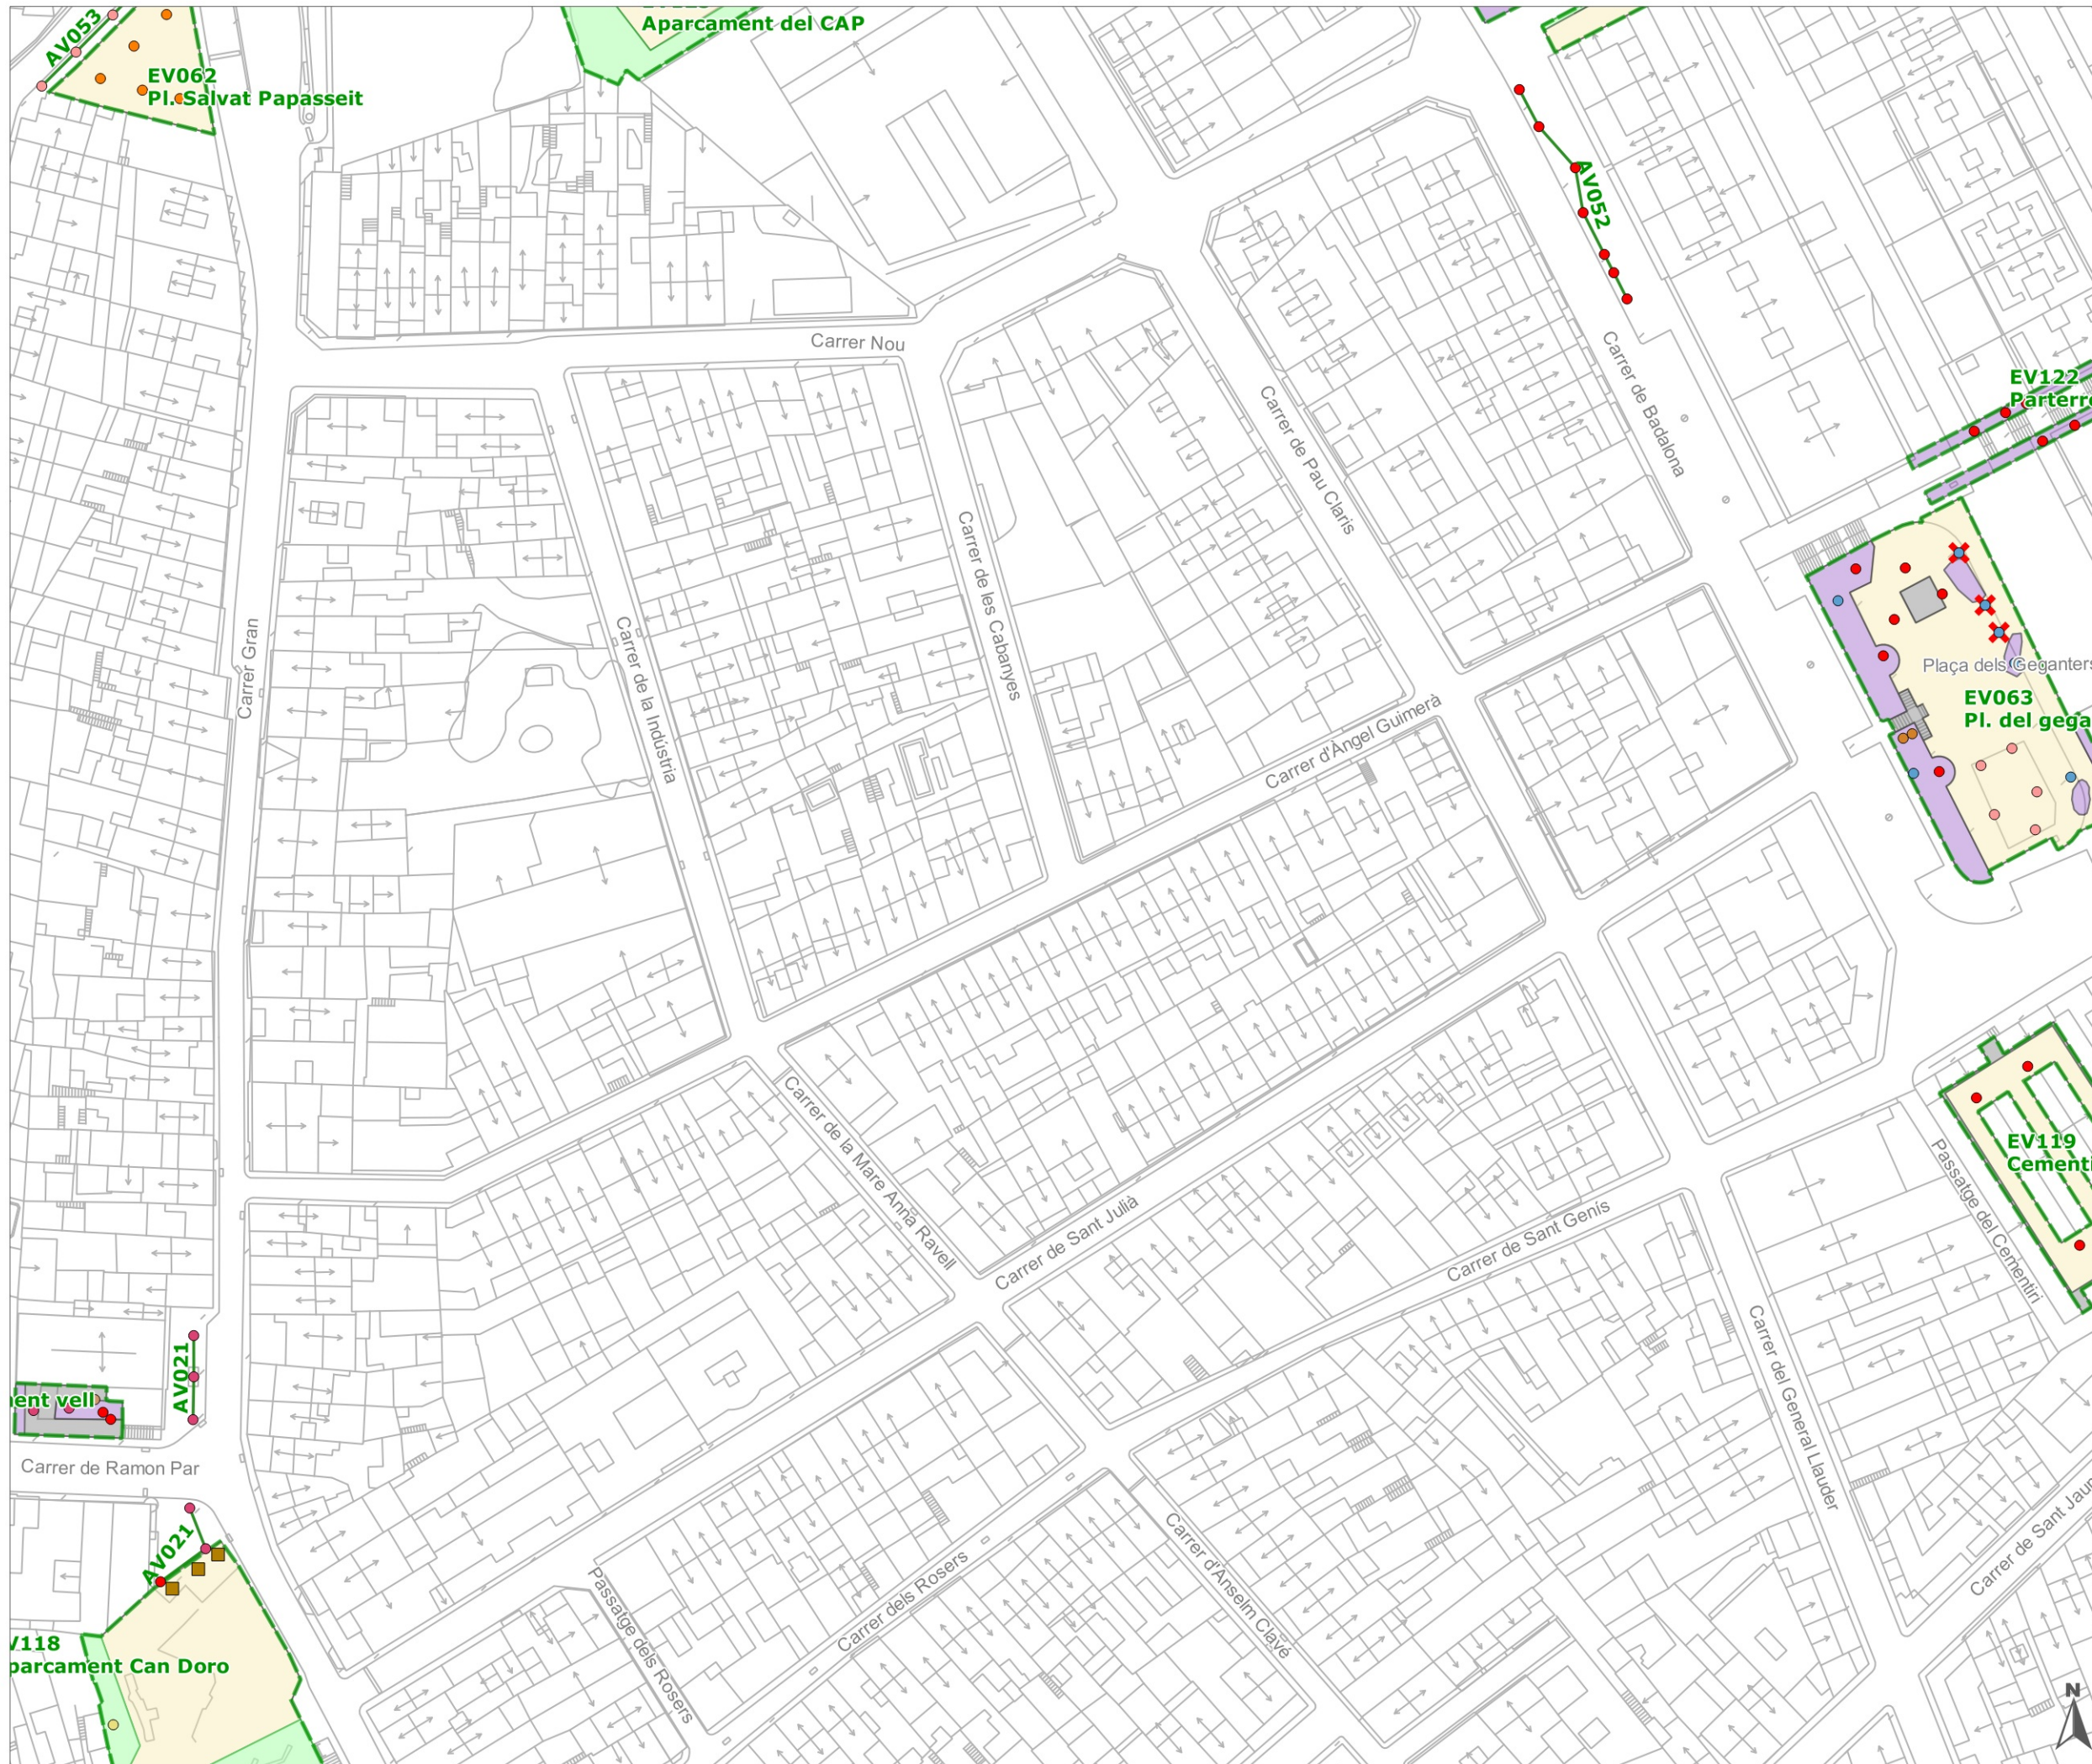 AV053
Aparcament del CAP
EV062
Pl. Salvat Papasseit
AV052
Carrer Nou
Carrer de Badalona
EV122
Parterre
Carrer de Pau Claris
Carrer de les Cabanyes
Carrer Gran
Carrer de la Indústria
Plaça dels Geganters
EV063
Pl. del gega
Carrer d'Àngel Guimerà
Carrer de la Mare Anna Ravell
Carrer de Sant Julià
Carrer de Sant Genís
EV119
Cementi
Passatge del Cementiri
Carrer del General Llauder
AV021
ment vell
Carrer de Ramon Par
AV021
Carrer d'Anselm Clavé
Carrer de Sant Jaum
Carrer dels Rosers
Passatge dels Rosers
V118
parcament Can Doro
N